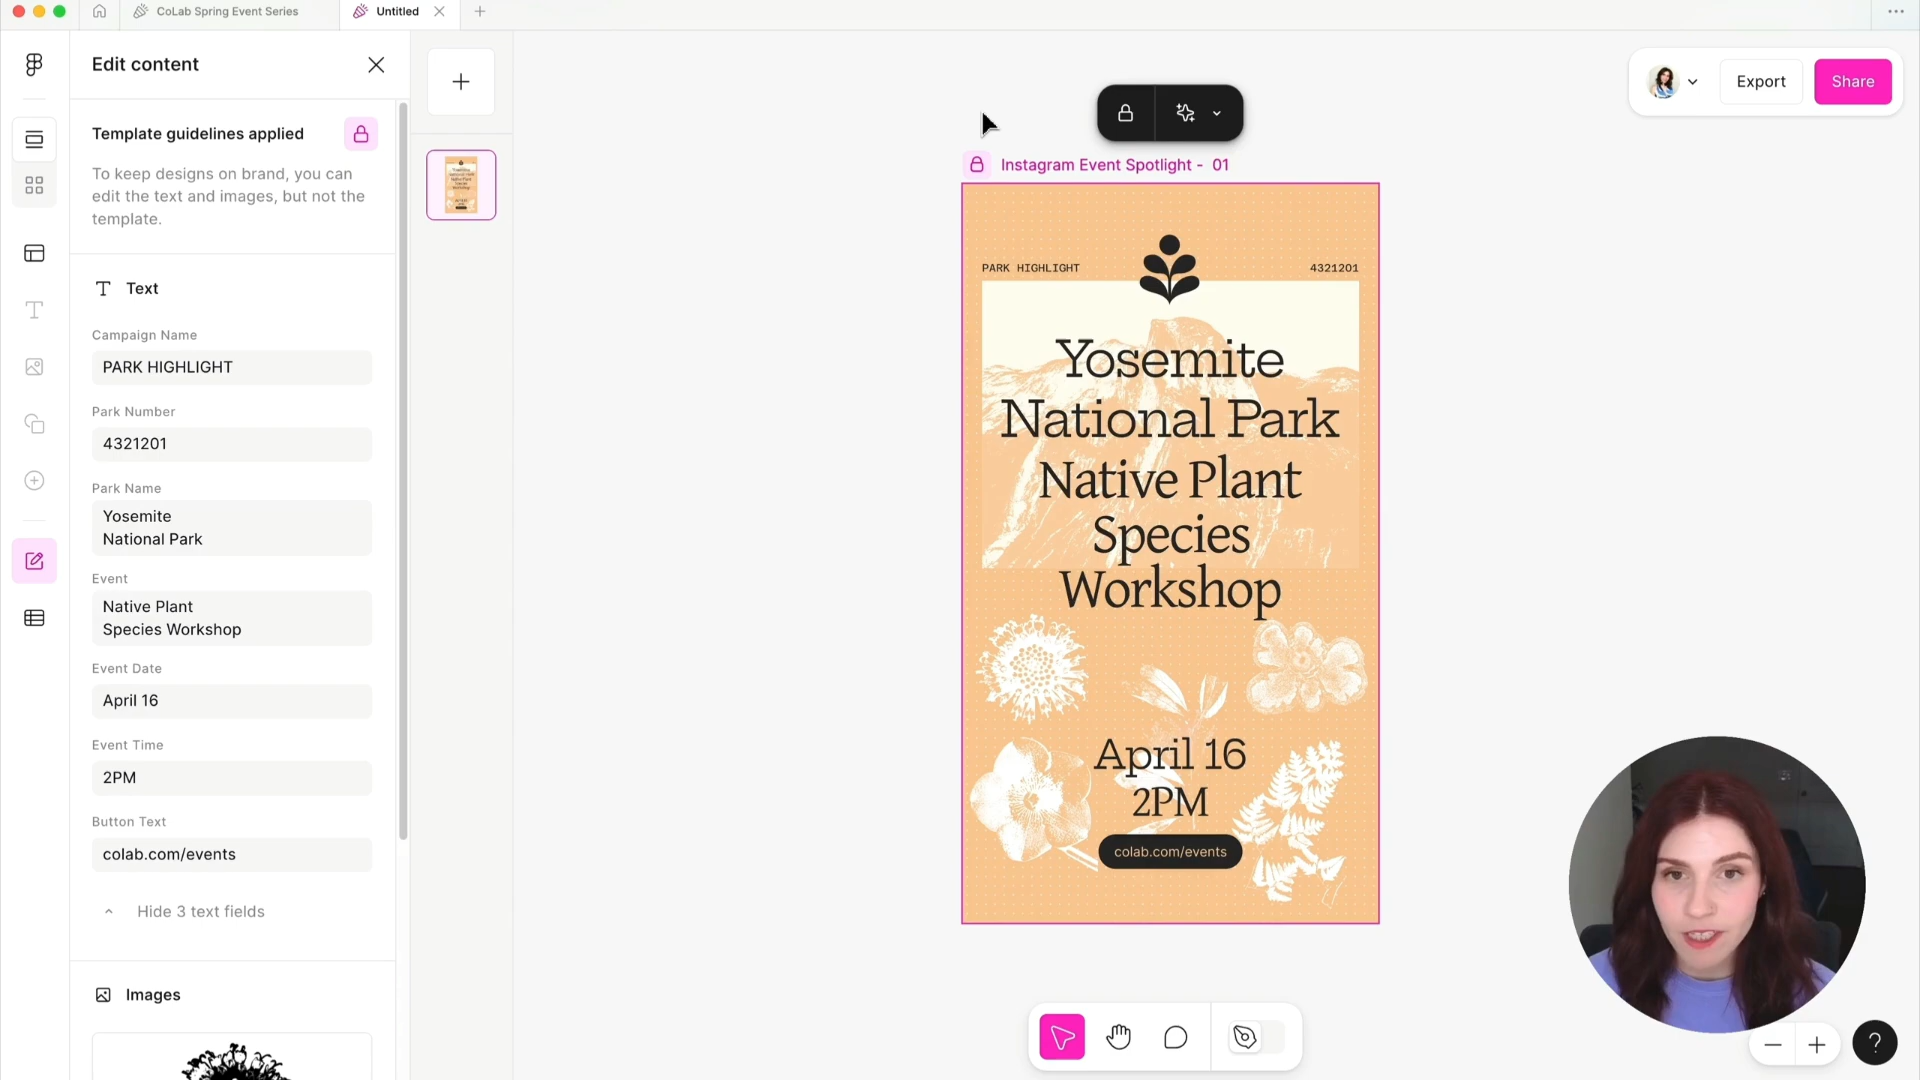 CoLab Spring Event Series
Untitled
Edit content
Template guidelines applied
To keep designs on brand, you can
edit the text and images, but not the
template.
Text
Campaign Name
PARK HIGHLIGHT
Park Number
4321201
Park Name
Yosemite
National Park
Event
Native Plant
Species Workshop
Event Date
April 16
Event Time
2PM
Button Text
colab.com/events
Hide 3 text fields
Images
Export
Share
Instagram Event Spotlight - 01
PARK HIGHLIGHT
4321201
Yosemite
National Park
Native Plant
Species
Workshop
April 16
2PM
colab.com/events
?